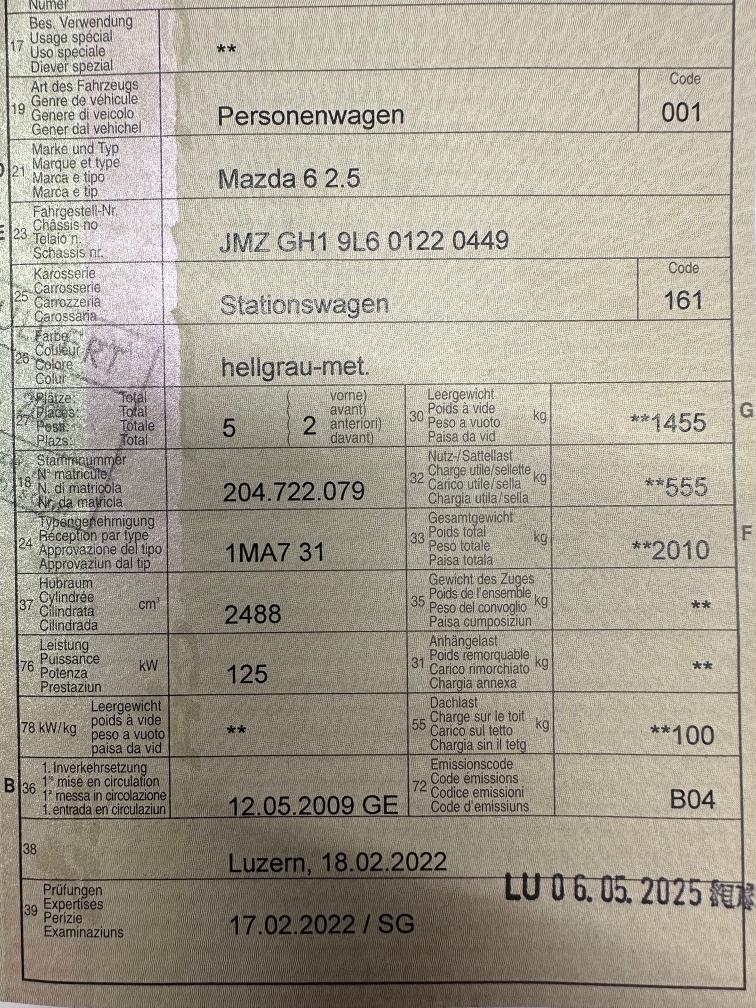 Numer
17 Bes. Verwendung
Usage spécial
Uso speciale
Diever spezial
**
19 Art des Fahrzeugs
Genre de véhicule
Genere di veicolo
Gener dal vehichel
Personenwagen
Code
001
21 Marke und Typ
Marque et type
Marca e tipo
Marca e tip
Mazda 6 2.5
23 Fahrgestell-Nr.
Châssis no
Telaio n.
Schassis nr.
JMZ GH1 9L6 0122 0449
25 Karosserie
Carrosserie
Carrozzeria
Carossaria
Stationswagen
Code
161
26 Farbe
Couleur
Colore
Colur
hellgrau-met.
27 Plätze: Total
Places: Total
Posti: Totale
Plazs: Total
5
2
vorne)
avant)
anteriori)
davant)
30 Leergewicht
Poids à vide
Peso a vuoto
Paisa da vid
kg
**1455
G
18 Stammnummer
N° matricule
N. di matricola
Nr. da matricla
204.722.079
32 Nutz-/Sattellast
Charge utile/sellette
Carico utile/sella
Chargia utila/sella
kg
**555
24 Typengenehmigung
Réception par type
Approvazione del tipo
Approvaziun dal tip
1MA7 31
33 Gesamtgewicht
Poids total
Peso totale
Paisa totala
kg
**2010
F
37 Hubraum
Cylindrée
Cilindrata
Cilindrada
cm³
2488
35 Gewicht des Zuges
Poids de l'ensemble
Peso del convoglio
Paisa cumposiziun
kg
**
76 Leistung
Puissance
Potenza
Prestaziun
kW
125
31 Anhängelast
Poids remorquable
Carico rimorchiato
Chargia annexa
kg
**
78 kW/kg
Leergewicht
poids à vide
peso a vuoto
paisa da vid
**
55 Dachlast
Charge sur le toit
Carico sul tetto
Chargia sin il tetg
kg
**100
B
36 1. Inverkehrsetzung
1° mise en circulation
1° messa in circolazione
1. entrada en circulaziun
12.05.2009 GE
72 Emissionscode
Code émissions
Codice emissioni
Code d'emissiuns
B04
38
Luzern, 18.02.2022
LU 06.05.2025
39 Prüfungen
Expertises
Perizie
Examinaziuns
17.02.2022 / SG